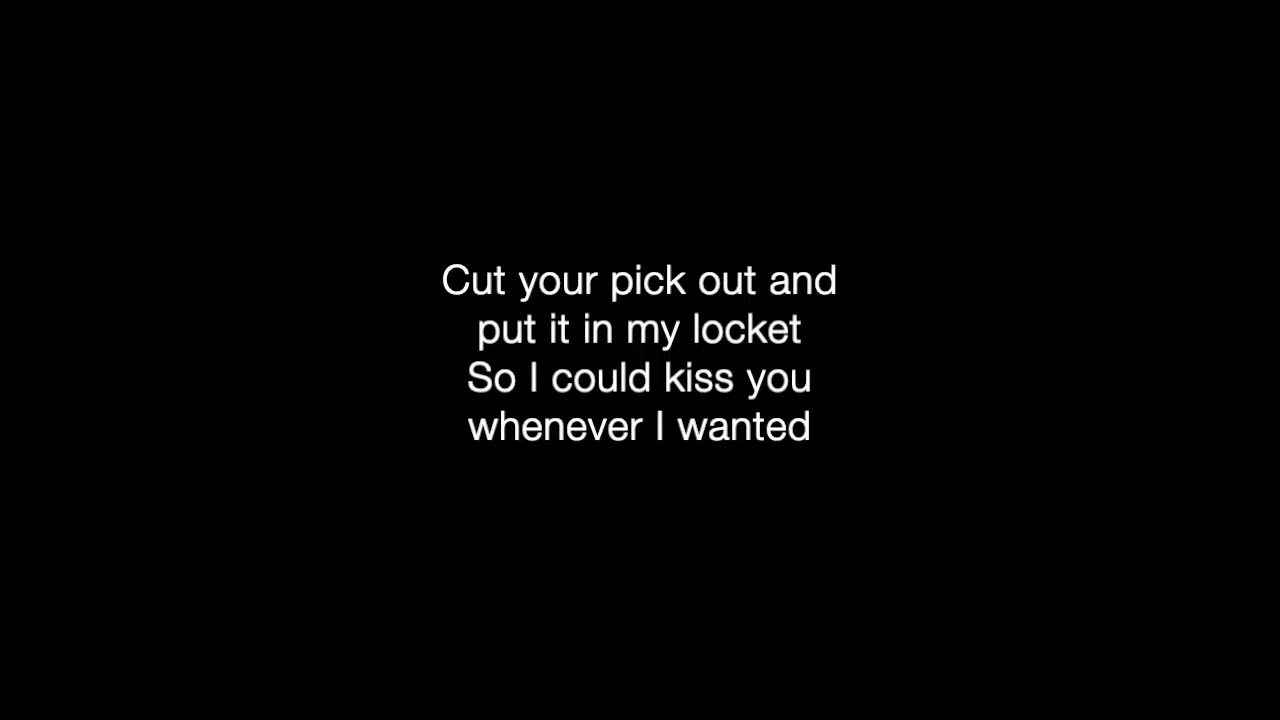 Cut your pick out and
put it in my locket
So I could kiss you
whenever I wanted